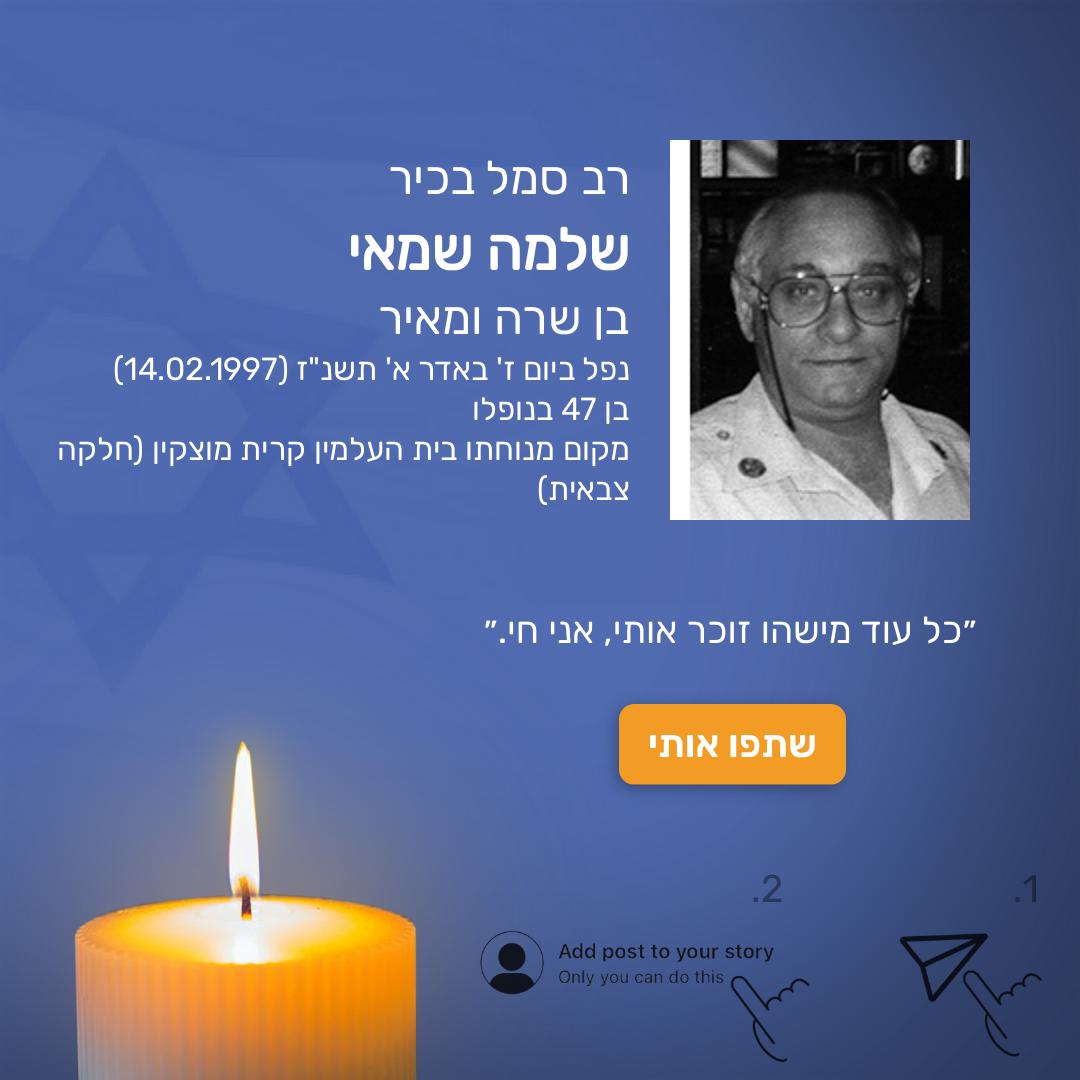 רב סמל בכיר
שלמה שמאי
בן שרה ומאיר
נפל ביום ז' באדר א' תשנ"ז (14.02.1997)
בן 47 בנופלו
מקום מנוחתו בית העלמין קרית מוצקין (חלקה
צבאית)
”כל עוד מישהו זוכר אותי, אני חי.”
שתפו אותי
1.
2.
Add post to your story
Only you can do this